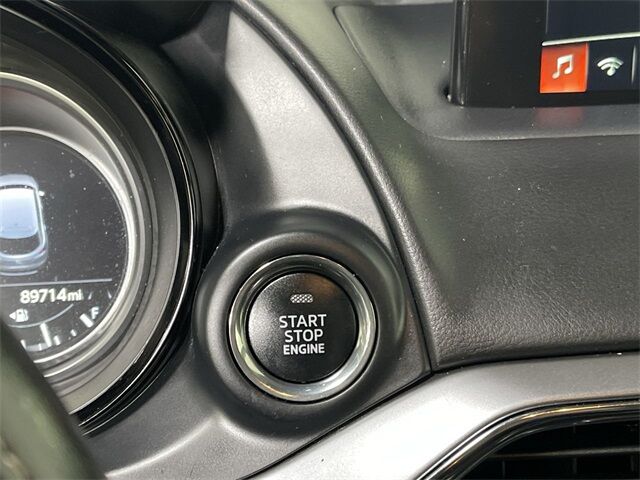 89714mi
F
START
STOP
ENGINE